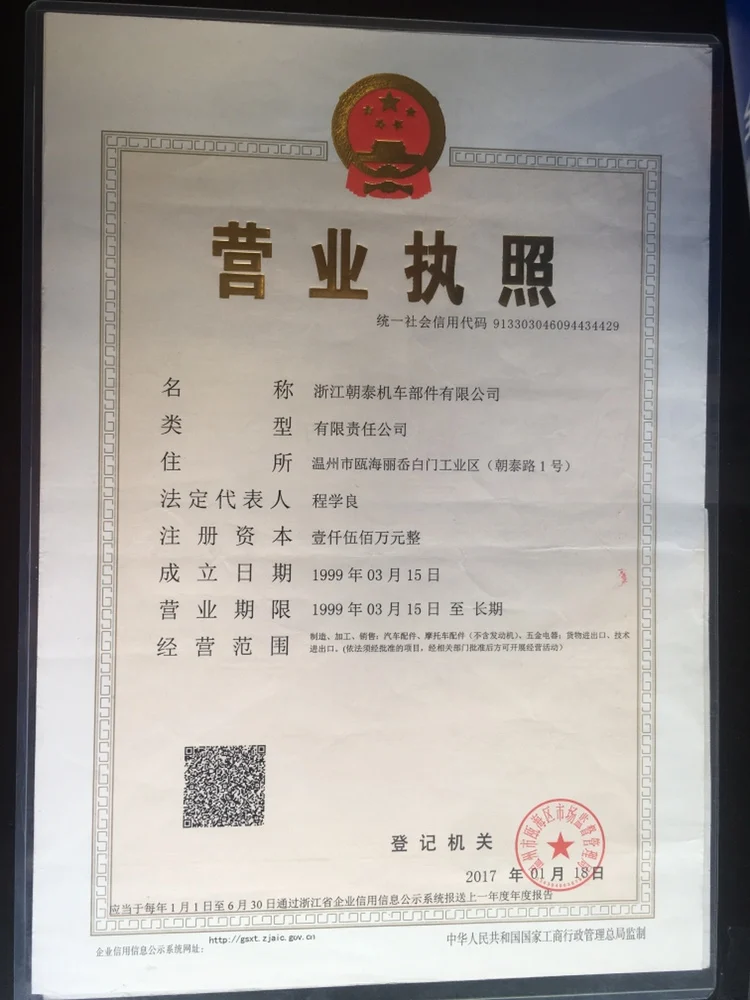 营业执照
统一社会信用代码 913303046094434429
名称 浙江朝泰机车部件有限公司
类型 有限责任公司
住所 温州市瓯海丽岙白门工业区（朝泰路1号）
法定代表人 程学良
注册资本 壹仟伍佰万元整
成立日期 1999年03月15日
营业期限 1999年03月15日 至 长期
经营范围 制造、加工、销售：汽车配件、摩托车配件（不含发动机）、五金电器；货物进出口、技术
进出口。(依法须经批准的项目，经相关部门批准后方可开展经营活动)
登记机关
温州市瓯海区市场监督管理局
2017 年 01 月 18 日
应当于每年1月1日至6月30日通过浙江省企业信用信息公示系统报送上一年度年度报告
企业信用信息公示系统网址： http://gsxt.zjaic.gov.cn
中华人民共和国国家工商行政管理总局监制